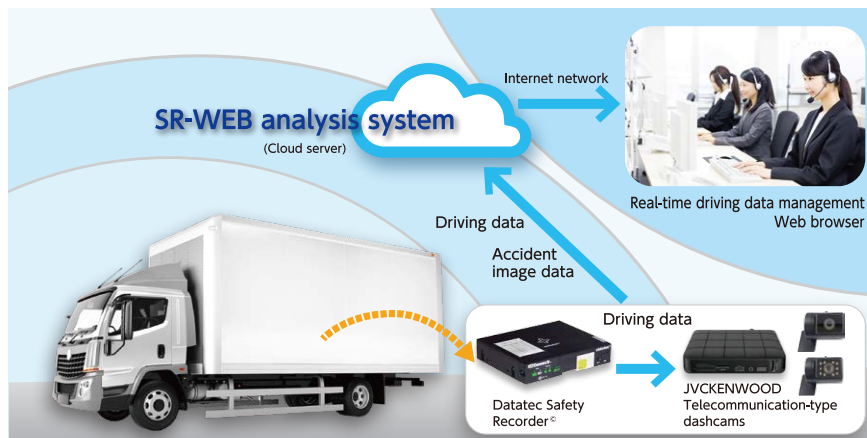 Internet network
SR-WEB analysis system
(Cloud server)
Real-time driving data management
Web browser
Driving data
Accident
image data
Driving data
Datatec Safety
Recorder©
JVCKENWOOD
Telecommunication-type
dashcams